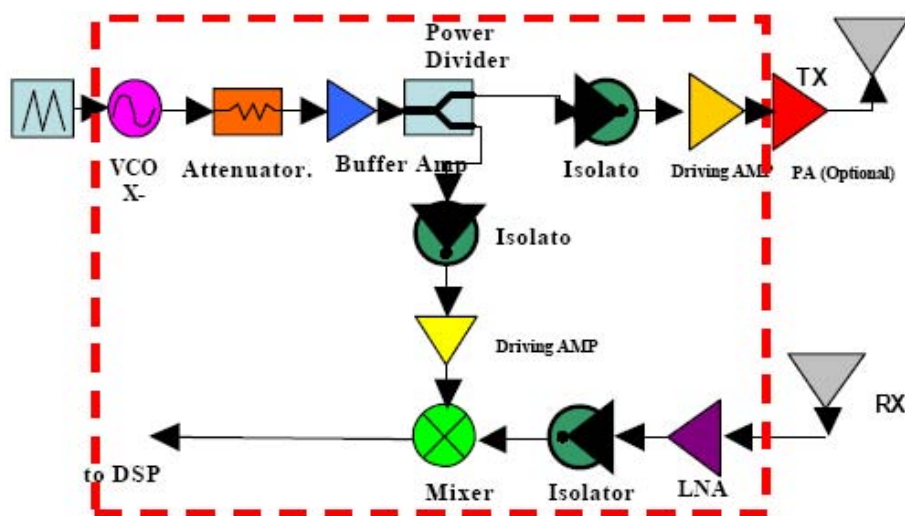 Power
Divider
TX
VCO
X-
Attenuator.
Buffer Amp
Isolato
Driving AMP
PA (Optional)
Isolato
Driving AMP
RX
to DSP
Mixer
Isolator
LNA